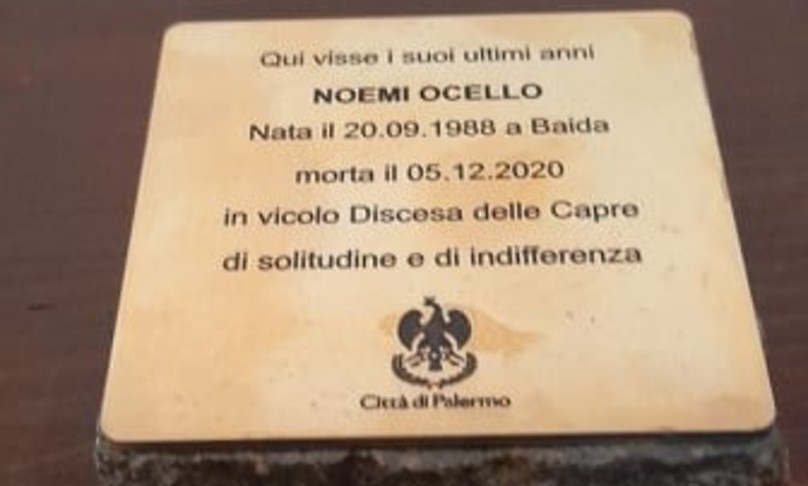 Qui visse i suoi ultimi anni
NOEMI OCELLO
Nata il 20.09.1988 a Baida
morta il 05.12.2020
in vicolo Discesa delle Capre
di solitudine e di indifferenza
Città di Palermo